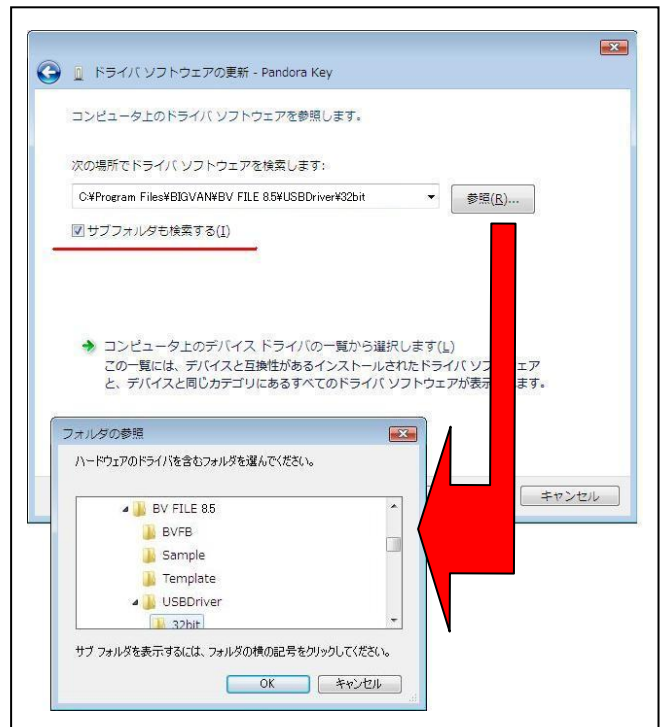 ドライバ ソフトウェアの更新 - Pandora Key
コンピュータ上のドライバ ソフトウェアを参照します。
次の場所でドライバ ソフトウェアを検索します:
C:¥Program Files¥BIGVAN¥BV FILE 8.5¥USBDriver¥32bit
参照(R)...
サブフォルダも検索する(I)
コンピュータ上のデバイス ドライバの一覧から選択します(L)
この一覧には、デバイスと互換性があるインストールされたドライバ ソフ ェア
と、デバイスと同じカテゴリにあるすべてのドライバ ソフトウェアが表示 ます。
キャンセル
フォルダの参照
ハードウェアのドライバを含むフォルダを選んでください。
BV FILE 8.5
BVFB
Sample
Template
USBDriver
32bit
サブ フォルダを表示するには、フォルダの横の記号をクリックしてください。
OK
キャンセル